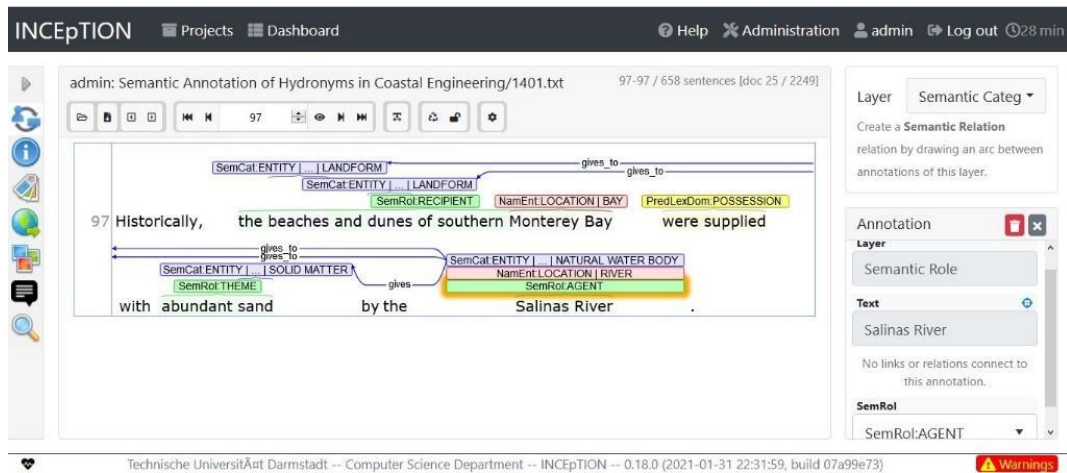 INCEpTION Projects Dashboard Help Administration admin Log out 28 min
admin: Semantic Annotation of Hydronyms in Coastal Engineering/1401.txt 97-97 / 658 sentences [doc 25 / 2249]
97
gives_to
SemCat:ENTITY | ... | LANDFORM
gives_to
SemCat:ENTITY | ... | LANDFORM
SemRol:RECIPIENT NamEnt:LOCATION | BAY PredLexDom:POSSESSION
97 Historically, the beaches and dunes of southern Monterey Bay were supplied
gives_to
gives_to
SemCat:ENTITY | ... | NATURAL WATER BODY
SemCat:ENTITY | ... | SOLID MATTER
NamEnt:LOCATION | RIVER
SemRol:THEME gives SemRol:AGENT
with abundant sand by the Salinas River .
Layer Semantic Categ
Create a Semantic Relation
relation by drawing an arc between
annotations of this layer.
Annotation
Layer
Semantic Role
Text
Salinas River
No links or relations connect to
this annotation.
SemRol
SemRol:AGENT
Technische UniversitÃ¤t Darmstadt -- Computer Science Department -- INCEpTION -- 0.18.0 (2021-01-31 22:31:59, build 07a99e73) Warnings